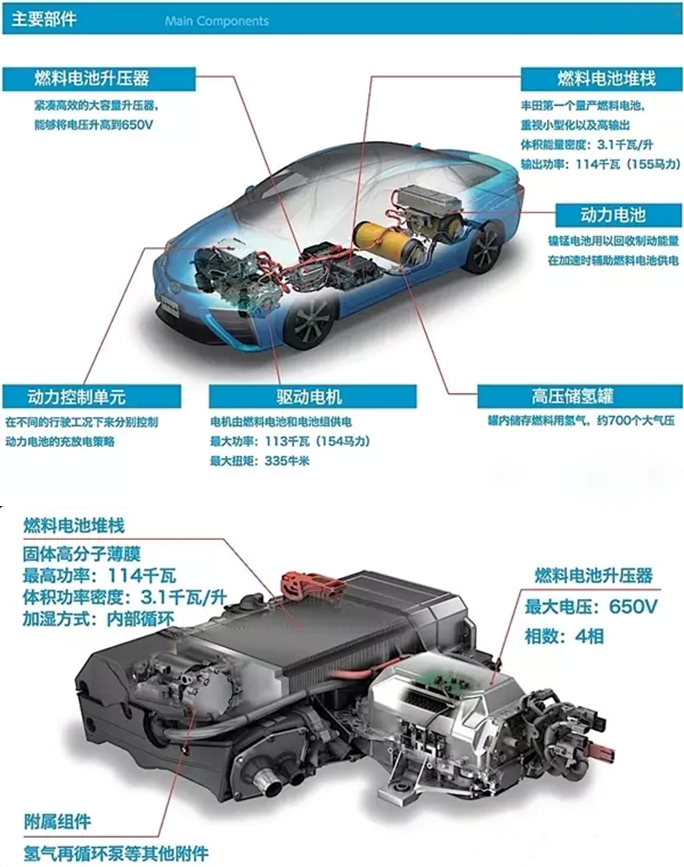 主要部件 Main Components
燃料电池升压器
紧凑高效的大容量升压器，
能够将电压升高到650V
燃料电池堆栈
丰田第一个量产燃料电池，
重视小型化以及高输出
体积能量密度：3.1千瓦/升
输出功率：114千瓦（155马力）
动力电池
镍锰电池用以回收制动能量
在加速时辅助燃料电池供电
动力控制单元
在不同的行驶工况下来分别控制
动力电池的充放电策略
驱动电机
电机由燃料电池和电池组供电
最大功率：113千瓦（154马力）
最大扭矩：335牛米
高压储氢罐
罐内储存燃料用氢气，约700个大气压
燃料电池堆栈
固体高分子薄膜
最高功率：114千瓦
体积功率密度：3.1千瓦/升
加湿方式：内部循环
燃料电池升压器
最大电压：650V
相数：4相
附属组件
氢气再循环泵等其他附件